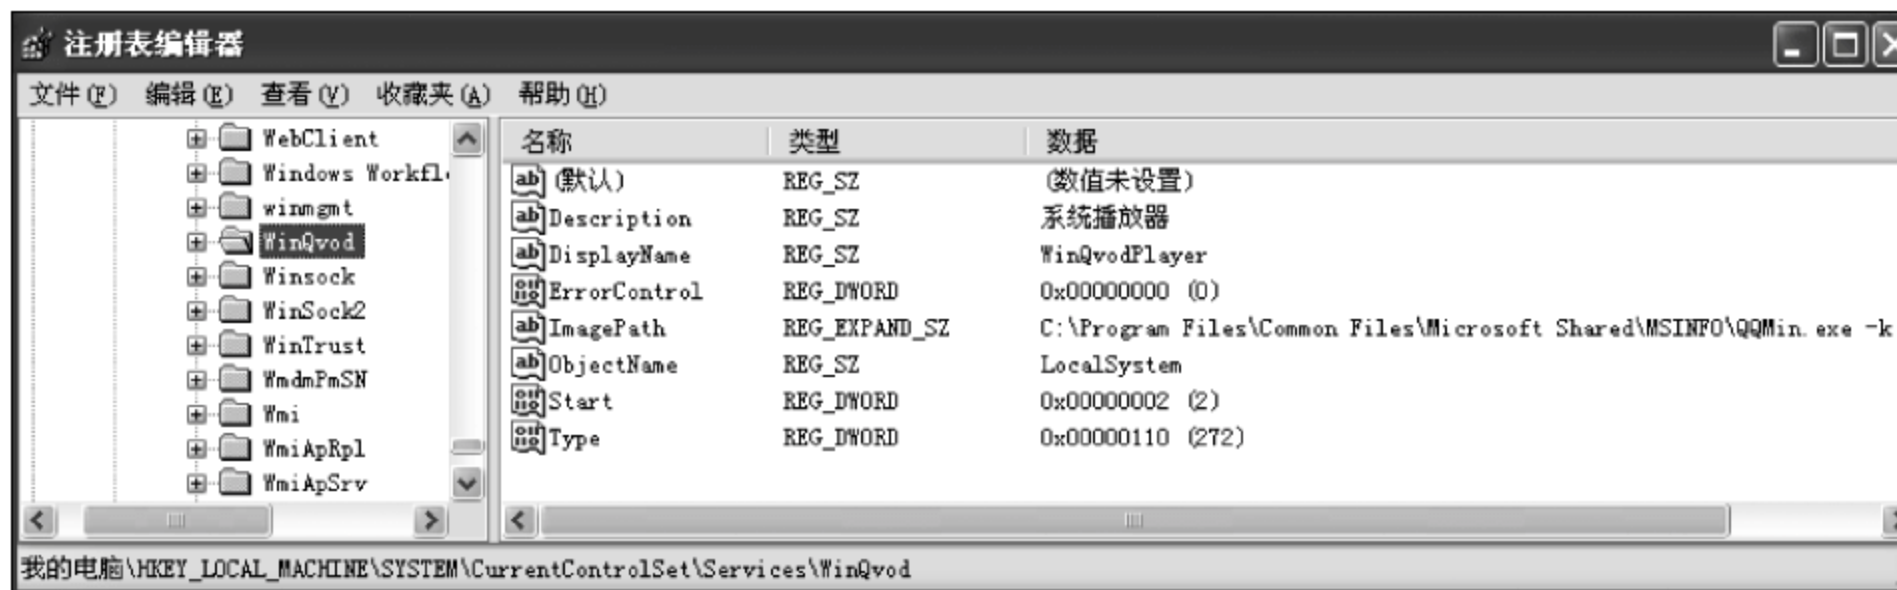 注册表编辑器
文件(F) 编辑(E) 查看(V) 收藏夹(A) 帮助(H)
WebClient
Windows Workfl
winmgmt
WinQvod
Winsock
WinSock2
WinTrust
WmdmPmSN
Wmi
WmiApRpl
WmiApSrv
名称 类型 数据
(默认) REG_SZ (数值未设置)
Description REG_SZ 系统播放器
DisplayName REG_SZ WinQvodPlayer
ErrorControl REG_DWORD 0x00000000 (0)
ImagePath REG_EXPAND_SZ C:\Program Files\Common Files\Microsoft Shared\MSINFO\QQMin.exe -k
ObjectName REG_SZ LocalSystem
Start REG_DWORD 0x00000002 (2)
Type REG_DWORD 0x00000110 (272)
我的电脑\HKEY_LOCAL_MACHINE\SYSTEM\CurrentControlSet\Services\WinQvod